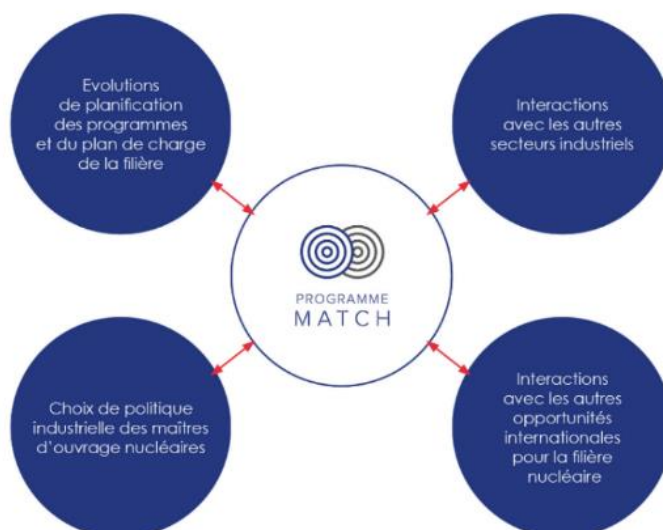 Evolutions
de planification
des programmes
et du plan de charge
de la filière
Interactions
avec les autres
secteurs industriels
PROGRAMME
MATCH
Choix de politique
industrielle des maîtres
d'ouvrage nucléaires
Interactions
avec les autres
opportunités
internationales
pour la filière
nucléaire